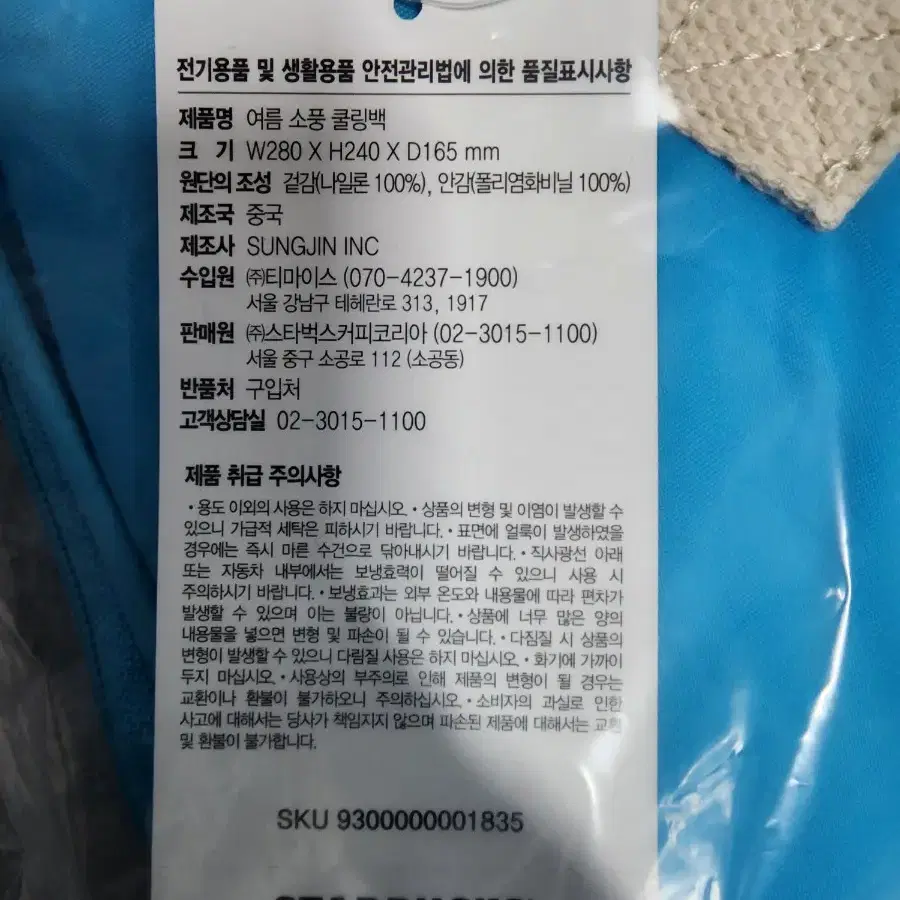 전기용품 및 생활용품 안전관리법에 의한 품질표시사항
제품명 여름 소풍 쿨링백
크 기 W280 X H240 X D165 mm
원단의 조성 겉감(나일론 100%), 안감(폴리염화비닐 100%)
제조국 중국
제조사 SUNGJIN INC
수입원 ㈜티마이스 (070-4237-1900)
서울 강남구 테헤란로 313, 1917
판매원 ㈜스타벅스커피코리아 (02-3015-1100)
서울 중구 소공로 112 (소공동)
반품처 구입처
고객상담실 02-3015-1100
제품 취급 주의사항
• 용도 이외의 사용은 하지 마십시오. • 상품의 변형 및 이염이 발생할 수
있으니 가급적 세탁은 피하시기 바랍니다. • 표면에 얼룩이 발생하였을
경우에는 즉시 마른 수건으로 닦아내시기 바랍니다. • 직사광선 아래
또는 자동차 내부에서는 보냉효력이 떨어질 수 있으니 사용 시
주의하시기 바랍니다. • 보냉효과는 외부 온도와 내용물에 따라 편차가
발생할 수 있으며 이는 불량이 아닙니다. • 상품에 너무 많은 양의
내용물을 넣으면 변형 및 파손이 될 수 있습니다. • 다림질 시 상품의
변형이 발생할 수 있으니 다림질 사용은 하지 마십시오. • 화기에 가까이
두지 마십시오. • 사용상의 부주의로 인해 제품의 변형이 될 경우는
교환이나 환불이 불가하오니 주의하십시오. • 소비자의 과실로 인한
사고에 대해서는 당사가 책임지지 않으며 파손된 제품에 대해서는 교환
및 환불이 불가합니다.
SKU 9300000001835